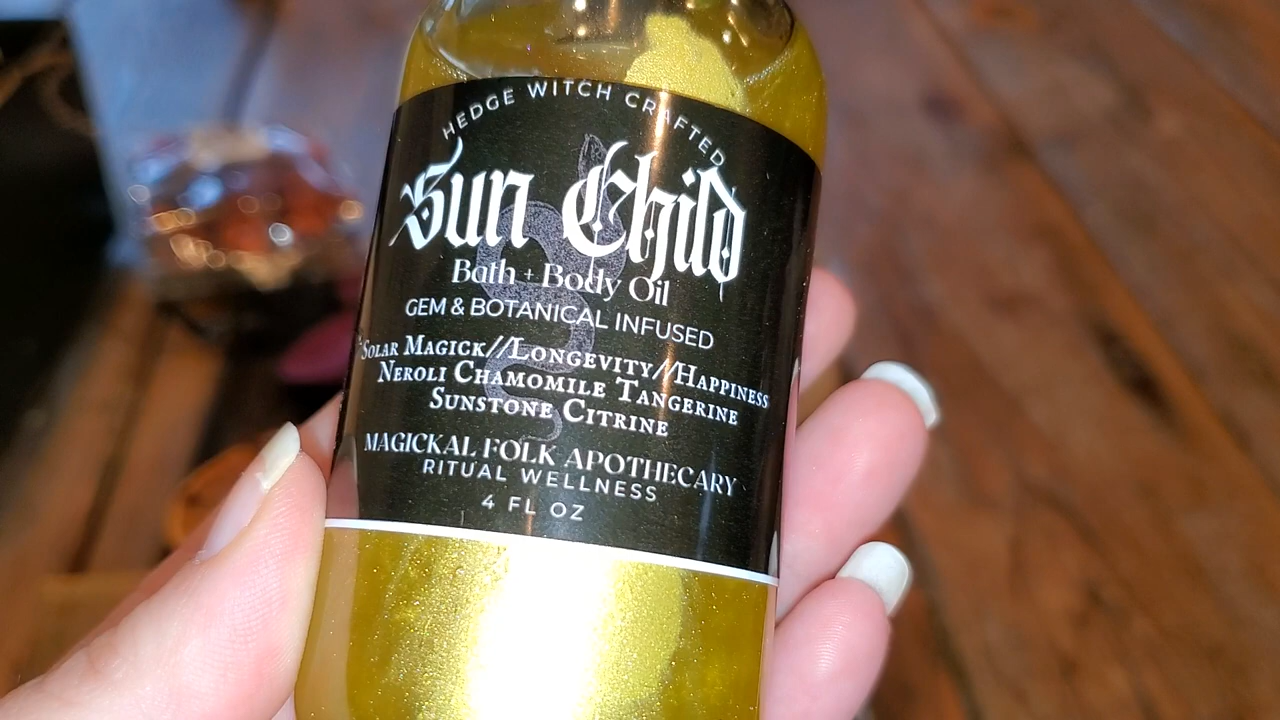 HEDGE WITCH CRAFTED
Sun Child
Bath + Body Oil
GEM & BOTANICAL INFUSED
Solar Magick//Longevity//Happiness
Neroli Chamomile Tangerine
Sunstone Citrine
MAGICKAL FOLK APOTHECARY
RITUAL WELLNESS
4 FL OZ